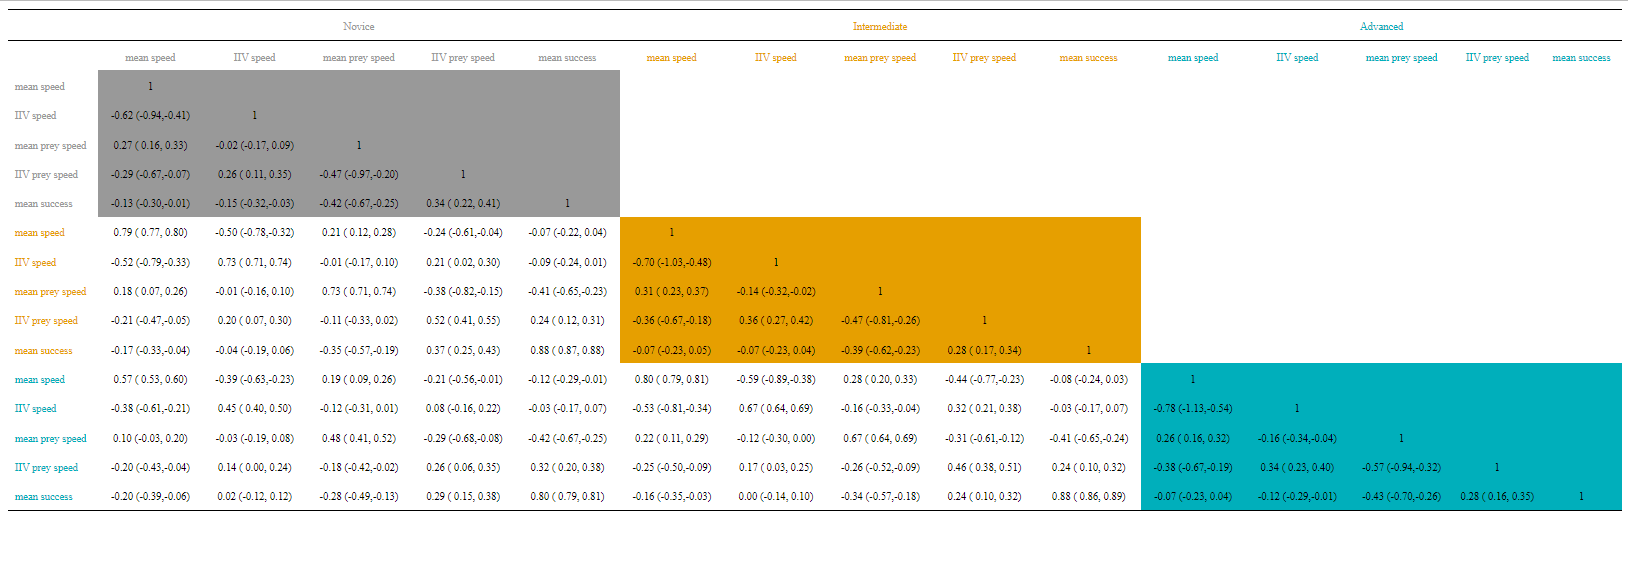 Novice Intermediate Advanced
mean speed IIV speed mean prey speed IIV prey speed mean success mean speed IIV speed mean prey speed IIV prey speed mean success mean speed IIV speed mean prey speed IIV prey speed mean success
mean speed 1
IIV speed -0.62 (-0.94,-0.41) 1
mean prey speed 0.27 ( 0.16, 0.33) -0.02 (-0.17, 0.09) 1
IIV prey speed -0.29 (-0.67,-0.07) 0.26 ( 0.11, 0.35) -0.47 (-0.97,-0.20) 1
mean success -0.13 (-0.30,-0.01) -0.15 (-0.32,-0.03) -0.42 (-0.67,-0.25) 0.34 ( 0.22, 0.41) 1
mean speed 0.79 ( 0.77, 0.80) -0.50 (-0.78,-0.32) 0.21 ( 0.12, 0.28) -0.24 (-0.61,-0.04) -0.07 (-0.22, 0.04) 1
IIV speed -0.52 (-0.79,-0.33) 0.73 ( 0.71, 0.74) -0.01 (-0.17, 0.10) 0.21 ( 0.02, 0.30) -0.09 (-0.24, 0.01) -0.70 (-1.03,-0.48) 1
mean prey speed 0.18 ( 0.07, 0.26) -0.01 (-0.16, 0.10) 0.73 ( 0.71, 0.74) -0.38 (-0.82,-0.15) -0.41 (-0.65,-0.23) 0.31 ( 0.23, 0.37) -0.14 (-0.32,-0.02) 1
IIV prey speed -0.21 (-0.47,-0.05) 0.20 ( 0.07, 0.30) -0.11 (-0.33, 0.02) 0.52 ( 0.41, 0.55) 0.24 ( 0.12, 0.31) -0.36 (-0.67,-0.18) 0.36 ( 0.27, 0.42) -0.47 (-0.81,-0.26) 1
mean success -0.17 (-0.33,-0.04) -0.04 (-0.19, 0.06) -0.35 (-0.57,-0.19) 0.37 ( 0.25, 0.43) 0.88 ( 0.87, 0.88) -0.07 (-0.23, 0.05) -0.07 (-0.23, 0.04) -0.39 (-0.62,-0.23) 0.28 ( 0.17, 0.34) 1
mean speed 0.57 ( 0.53, 0.60) -0.39 (-0.63,-0.23) 0.19 ( 0.09, 0.26) -0.21 (-0.56,-0.01) -0.12 (-0.29,-0.01) 0.80 ( 0.79, 0.81) -0.59 (-0.89,-0.38) 0.28 ( 0.20, 0.33) -0.44 (-0.77,-0.23) -0.08 (-0.24, 0.03) 1
IIV speed -0.38 (-0.61,-0.21) 0.45 ( 0.40, 0.50) -0.12 (-0.31, 0.01) 0.08 (-0.16, 0.22) -0.03 (-0.17, 0.07) -0.53 (-0.81,-0.34) 0.67 ( 0.64, 0.69) -0.16 (-0.33,-0.04) 0.32 ( 0.21, 0.38) -0.03 (-0.17, 0.07) -0.78 (-1.13,-0.54) 1
mean prey speed 0.10 (-0.03, 0.20) -0.03 (-0.19, 0.08) 0.48 ( 0.41, 0.52) -0.29 (-0.68,-0.08) -0.42 (-0.67,-0.25) 0.22 ( 0.11, 0.29) -0.12 (-0.30, 0.00) 0.67 ( 0.64, 0.69) -0.31 (-0.61,-0.12) -0.41 (-0.65,-0.24) 0.26 ( 0.16, 0.32) -0.16 (-0.34,-0.04) 1
IIV prey speed -0.20 (-0.43,-0.04) 0.14 ( 0.00, 0.24) -0.18 (-0.42,-0.02) 0.26 ( 0.06, 0.35) 0.32 ( 0.20, 0.38) -0.25 (-0.50,-0.09) 0.17 ( 0.03, 0.25) -0.26 (-0.52,-0.09) 0.46 ( 0.38, 0.51) 0.24 ( 0.10, 0.32) -0.38 (-0.67,-0.19) 0.34 ( 0.23, 0.40) -0.57 (-0.94,-0.32) 1
mean success -0.20 (-0.39,-0.06) 0.02 (-0.12, 0.12) -0.28 (-0.49,-0.13) 0.29 ( 0.15, 0.38) 0.80 ( 0.79, 0.81) -0.16 (-0.35,-0.03) 0.00 (-0.14, 0.10) -0.34 (-0.57,-0.18) 0.24 ( 0.10, 0.32) 0.88 ( 0.86, 0.89) -0.07 (-0.23, 0.04) -0.12 (-0.29,-0.01) -0.43 (-0.70,-0.26) 0.28 ( 0.16, 0.35) 1